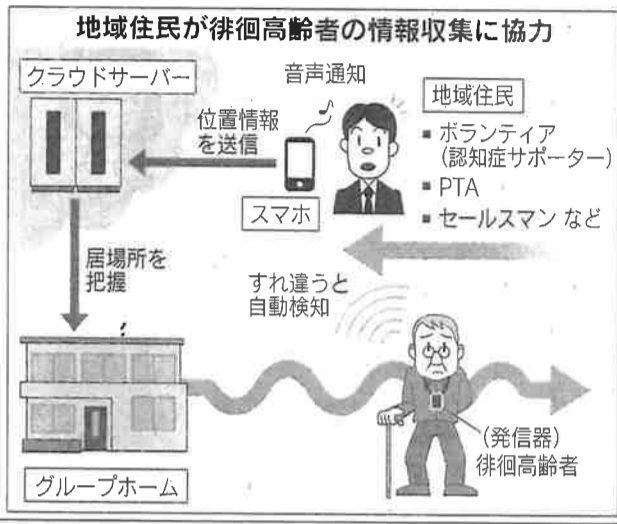 地域住民が徘徊高齢者の情報収集に協力
クラウドサーバー
音声通知
位置情報
を送信
スマホ
地域住民
▪ ボランティア
(認知症サポーター)
▪ PTA
▪ セールスマン など
居場所を
把握
すれ違うと
自動検知
(発信器)
徘徊高齢者
グループホーム